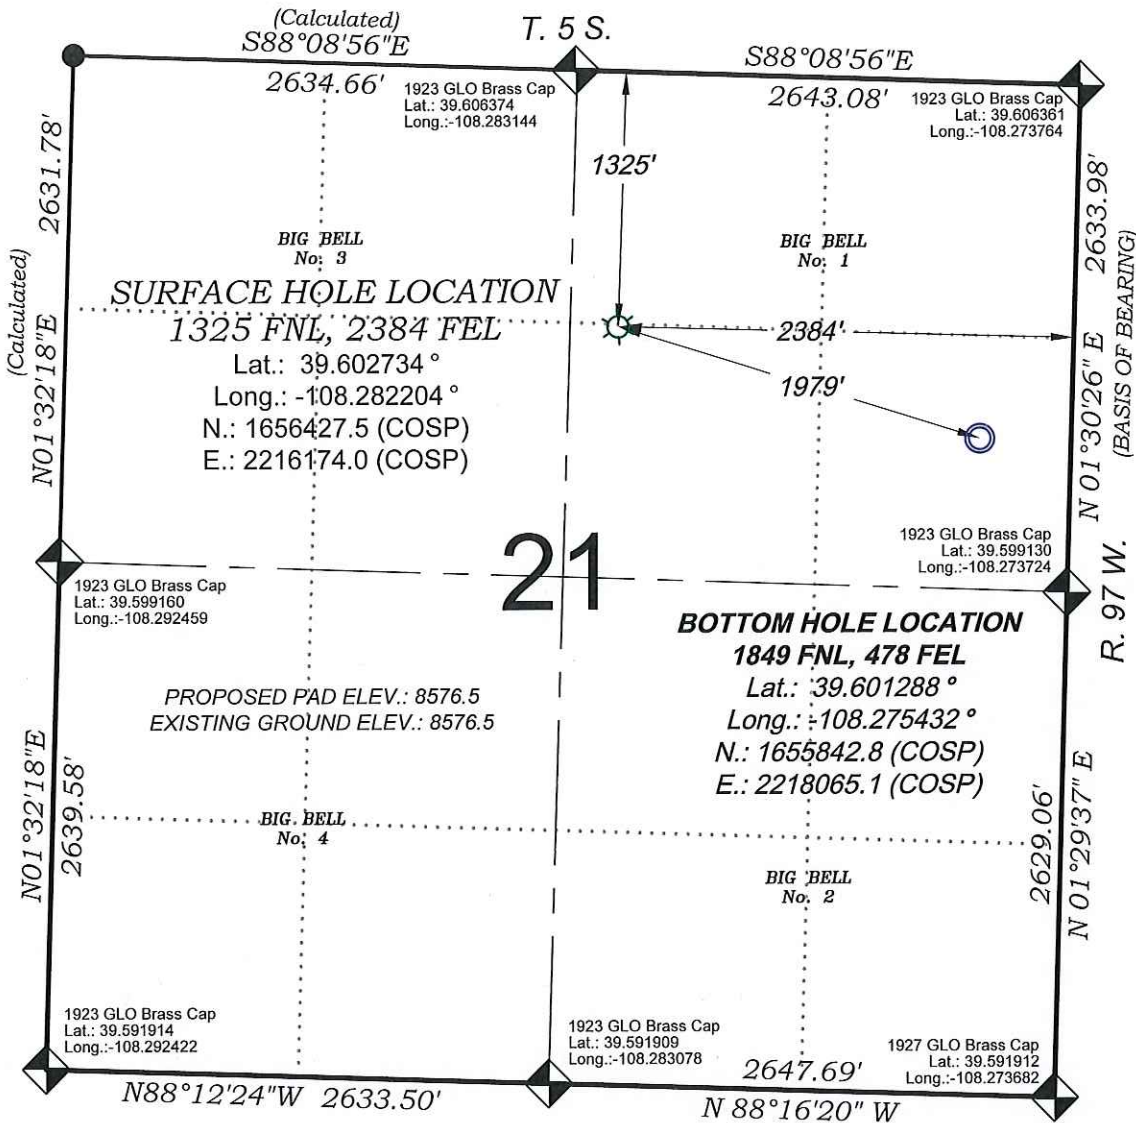 (Calculated)
S88°08'56"E
T. 5 S.
S88°08'56"E
2634.66'
1923 GLO Brass Cap
Lat.: 39.606374
Long.:-108.283144
2643.08'
1923 GLO Brass Cap
Lat.: 39.606361
Long.:-108.273764
2631.78'
1325'
2633.98'
BIG BELL
No. 3
BIG BELL
No. 1
(Calculated)
N01°32'18"E
SURFACE HOLE LOCATION
1325 FNL, 2384 FEL
Lat.: 39.602734°
Long.: -108.282204°
N.: 1656427.5 (COSP)
E.: 2216174.0 (COSP)
2384'
1979'
N 01°30'26" E
(BASIS OF BEARING)
1923 GLO Brass Cap
Lat.: 39.599130
Long.:-108.273724
R. 97 W.
21
1923 GLO Brass Cap
Lat.: 39.599160
Long.:-108.292459
BOTTOM HOLE LOCATION
1849 FNL, 478 FEL
Lat.: 39.601288°
Long.: -108.275432°
N.: 1655842.8 (COSP)
E.: 2218065.1 (COSP)
PROPOSED PAD ELEV.: 8576.5
EXISTING GROUND ELEV.: 8576.5
N01°32'18"E
2639.58'
BIG BELL
No. 4
BIG BELL
No. 2
2629.06'
N 01°29'37" E
1923 GLO Brass Cap
Lat.: 39.591914
Long.:-108.292422
1923 GLO Brass Cap
Lat.: 39.591909
Long.:-108.283078
1927 GLO Brass Cap
Lat.: 39.591912
Long.:-108.273682
N88°12'24"W 2633.50'
2647.69'
N 88°16'20" W